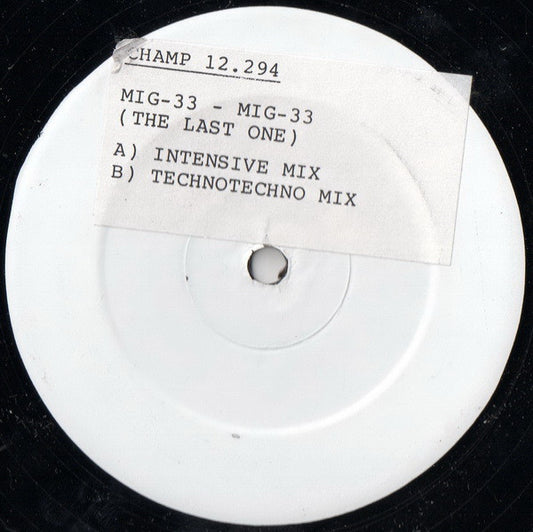 CHAMP 12.294
MIG-33 - MIG-33
(THE LAST ONE)
A) INTENSIVE MIX
B) TECHNOTECHNO MIX